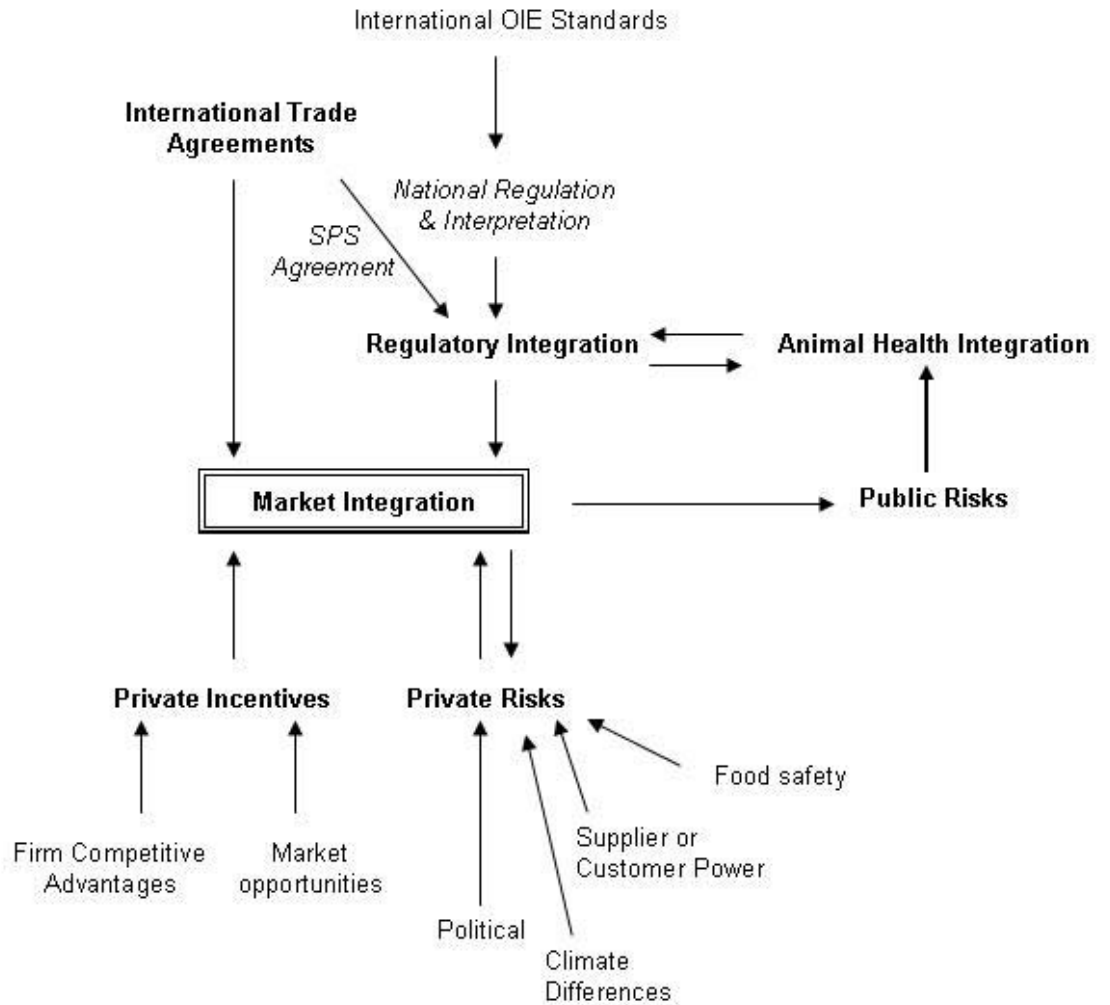 International OIE Standards
International Trade
Agreements
National Regulation
& Interpretation
SPS
Agreement
Regulatory Integration
Animal Health Integration
Market Integration
Public Risks
Private Incentives
Private Risks
Food safety
Supplier or
Customer Power
Firm Competitive
Advantages
Market
opportunities
Political
Climate
Differences